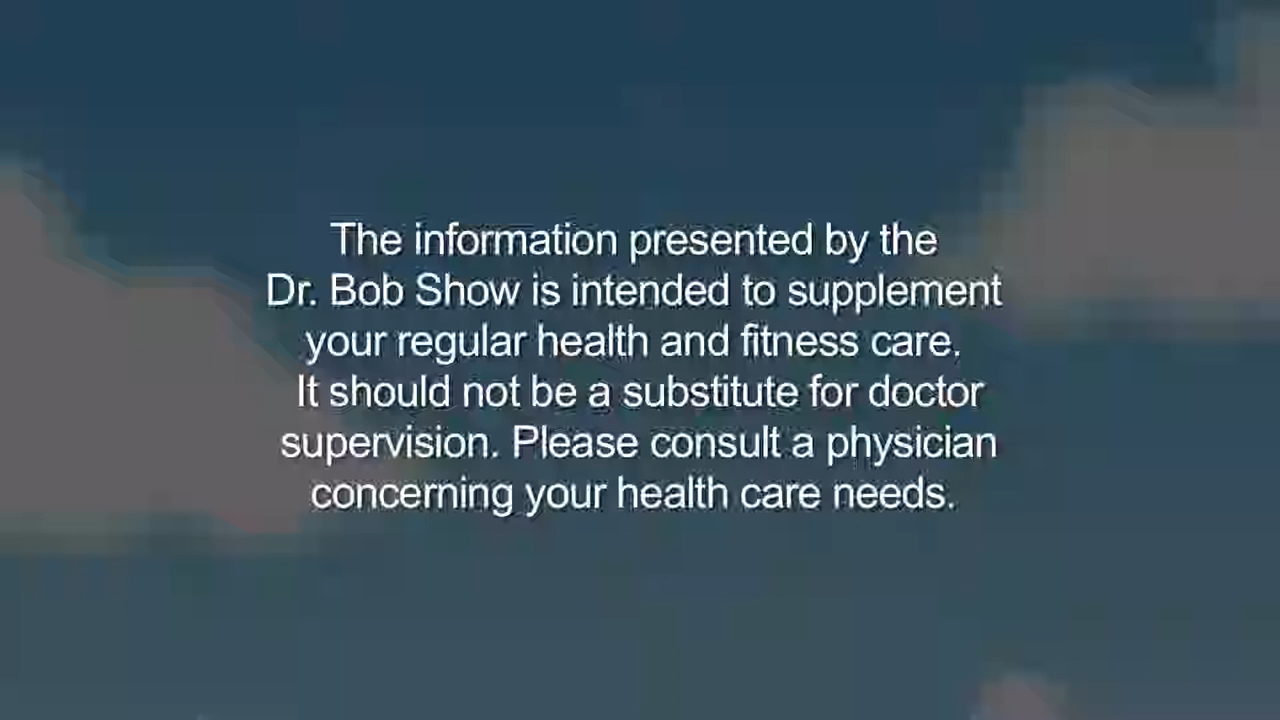 The information presented by the
Dr. Bob Show is intended to supplement
your regular health and fitness care.
It should not be a substitute for doctor
supervision. Please consult a physician
concerning your health care needs.